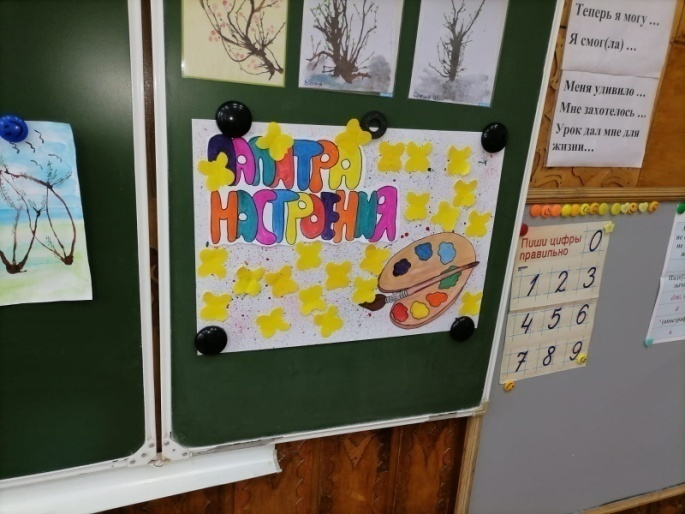 Теперь я могу ...
Я смог(ла) ...
Меня удивило ...
Мне захотелось ...
Урок дал мне для
жизни...
ПАЛИТРА
НАСТРОЕНИЯ
Пиши цифры
правильно
0
1 2 3
4 5 6
7 8 9